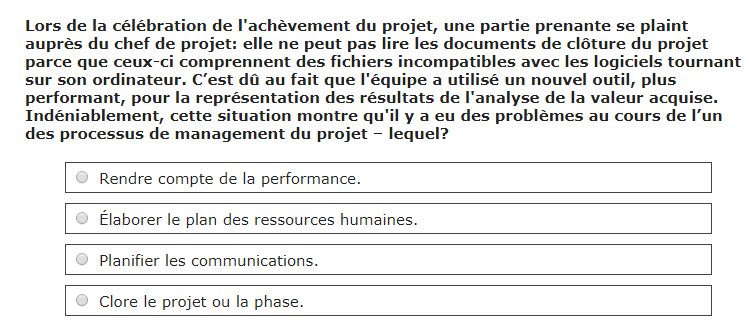 Lors de la célébration de l'achèvement du projet, une partie prenante se plaint
auprès du chef de projet: elle ne peut pas lire les documents de clôture du projet
parce que ceux-ci comprennent des fichiers incompatibles avec les logiciels tournant
sur son ordinateur. C’est dû au fait que l'équipe a utilisé un nouvel outil, plus
performant, pour la représentation des résultats de l'analyse de la valeur acquise.
Indéniablement, cette situation montre qu'il y a eu des problèmes au cours de l’un
des processus de management du projet – lequel?
Rendre compte de la performance.
Élaborer le plan des ressources humaines.
Planifier les communications.
Clore le projet ou la phase.